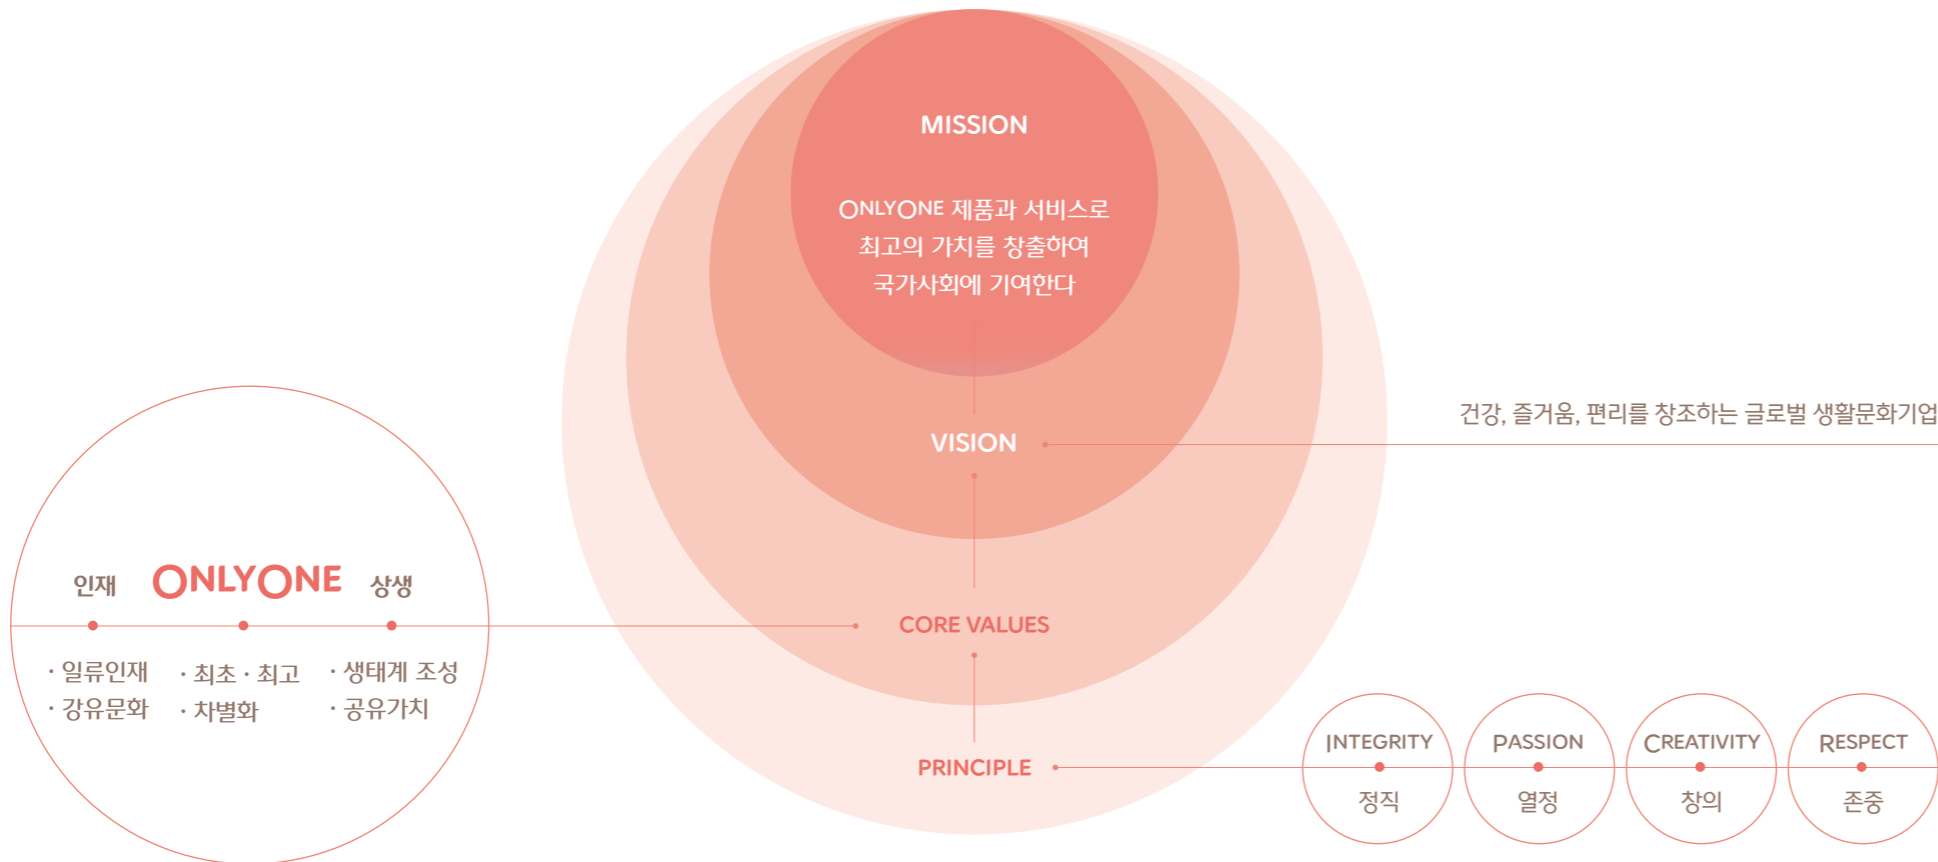 MISSION
ONLYONE 제품과 서비스로
최고의 가치를 창출하여
국가사회에 기여한다
VISION
건강, 즐거움, 편리를 창조하는 글로벌 생활문화기업
CORE VALUES
인재
· 일류인재
· 강유문화
ONLYONE
· 최초 · 최고
· 차별화
상생
· 생태계 조성
· 공유가치
PRINCIPLE
INTEGRITY
정직
PASSION
열정
CREATIVITY
창의
RESPECT
존중